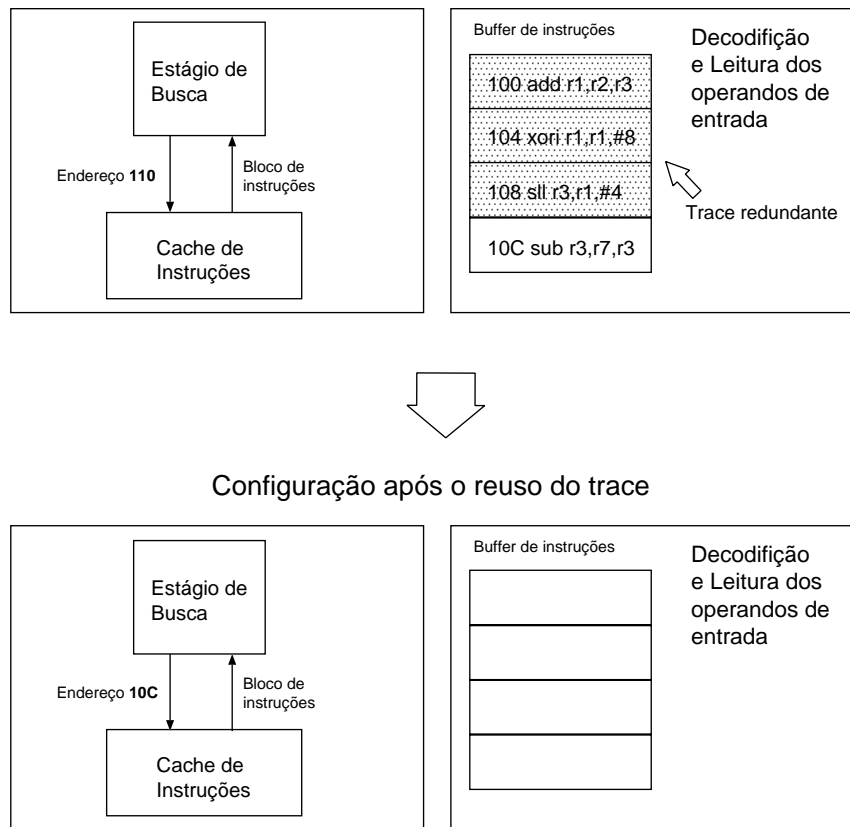 Estágio de
Busca
Endereço 110
Bloco de
instruções
Cache de
Instruções
Buffer de instruções
100 add r1,r2,r3
104 xori r1,r1,#8
108 sll r3,r1,#4
10C sub r3,r7,r3
Decodifição
e Leitura dos
operandos de
entrada
Trace redundante
Configuração após o reuso do trace
Estágio de
Busca
Endereço 10C
Bloco de
instruções
Cache de
Instruções
Buffer de instruções
Decodifição
e Leitura dos
operandos de
entrada